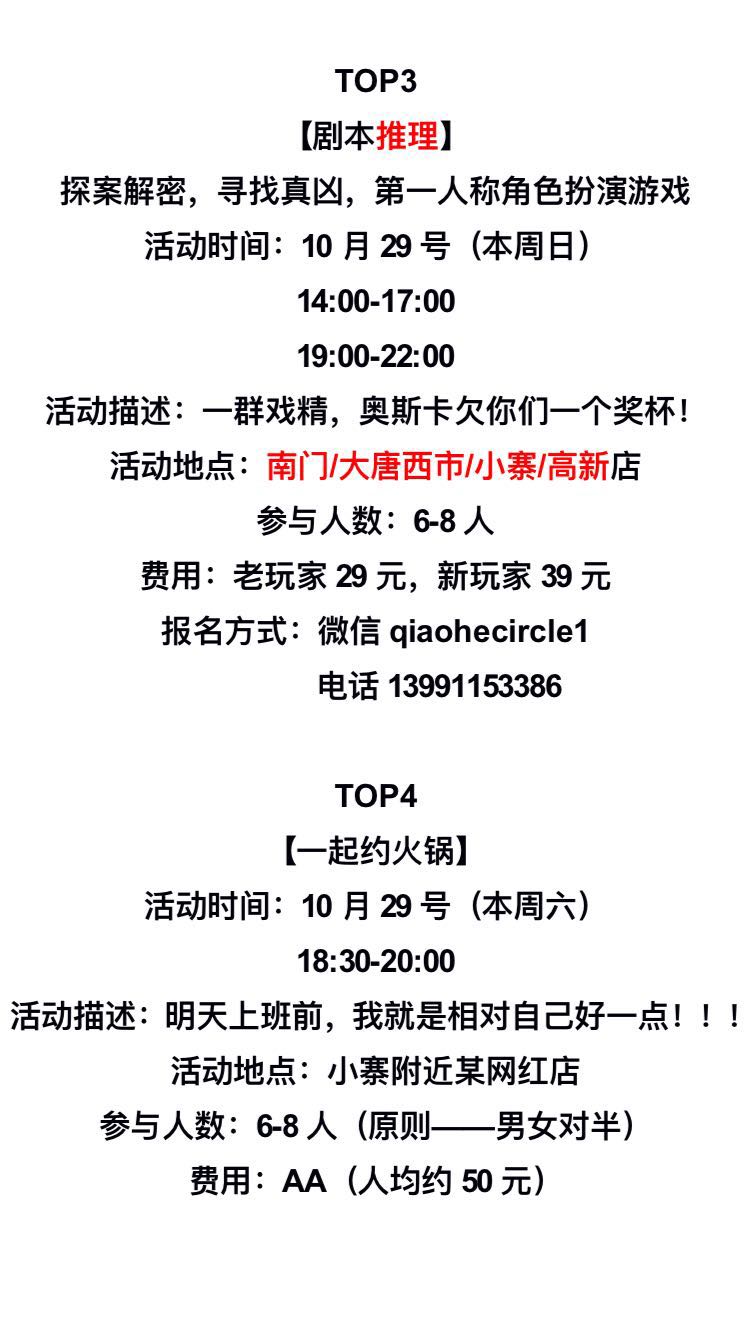 TOP3
【剧本推理】
探案解密，寻找真凶，第一人称角色扮演游戏
活动时间：10 月 29 号（本周日）
14:00-17:00
19:00-22:00
活动描述：一群戏精，奥斯卡欠你们一个奖杯！
活动地点：南门/大唐西市/小寨/高新店
参与人数：6-8 人
费用：老玩家 29 元，新玩家 39 元
报名方式：微信 qiaohecircle1
电话 13991153386
TOP4
【一起约火锅】
活动时间：10 月 29 号（本周六）
18:30-20:00
活动描述：明天上班前，我就是相对自己好一点！！！
活动地点：小寨附近某网红店
参与人数：6-8 人（原则——男女对半）
费用：AA（人均约 50 元）